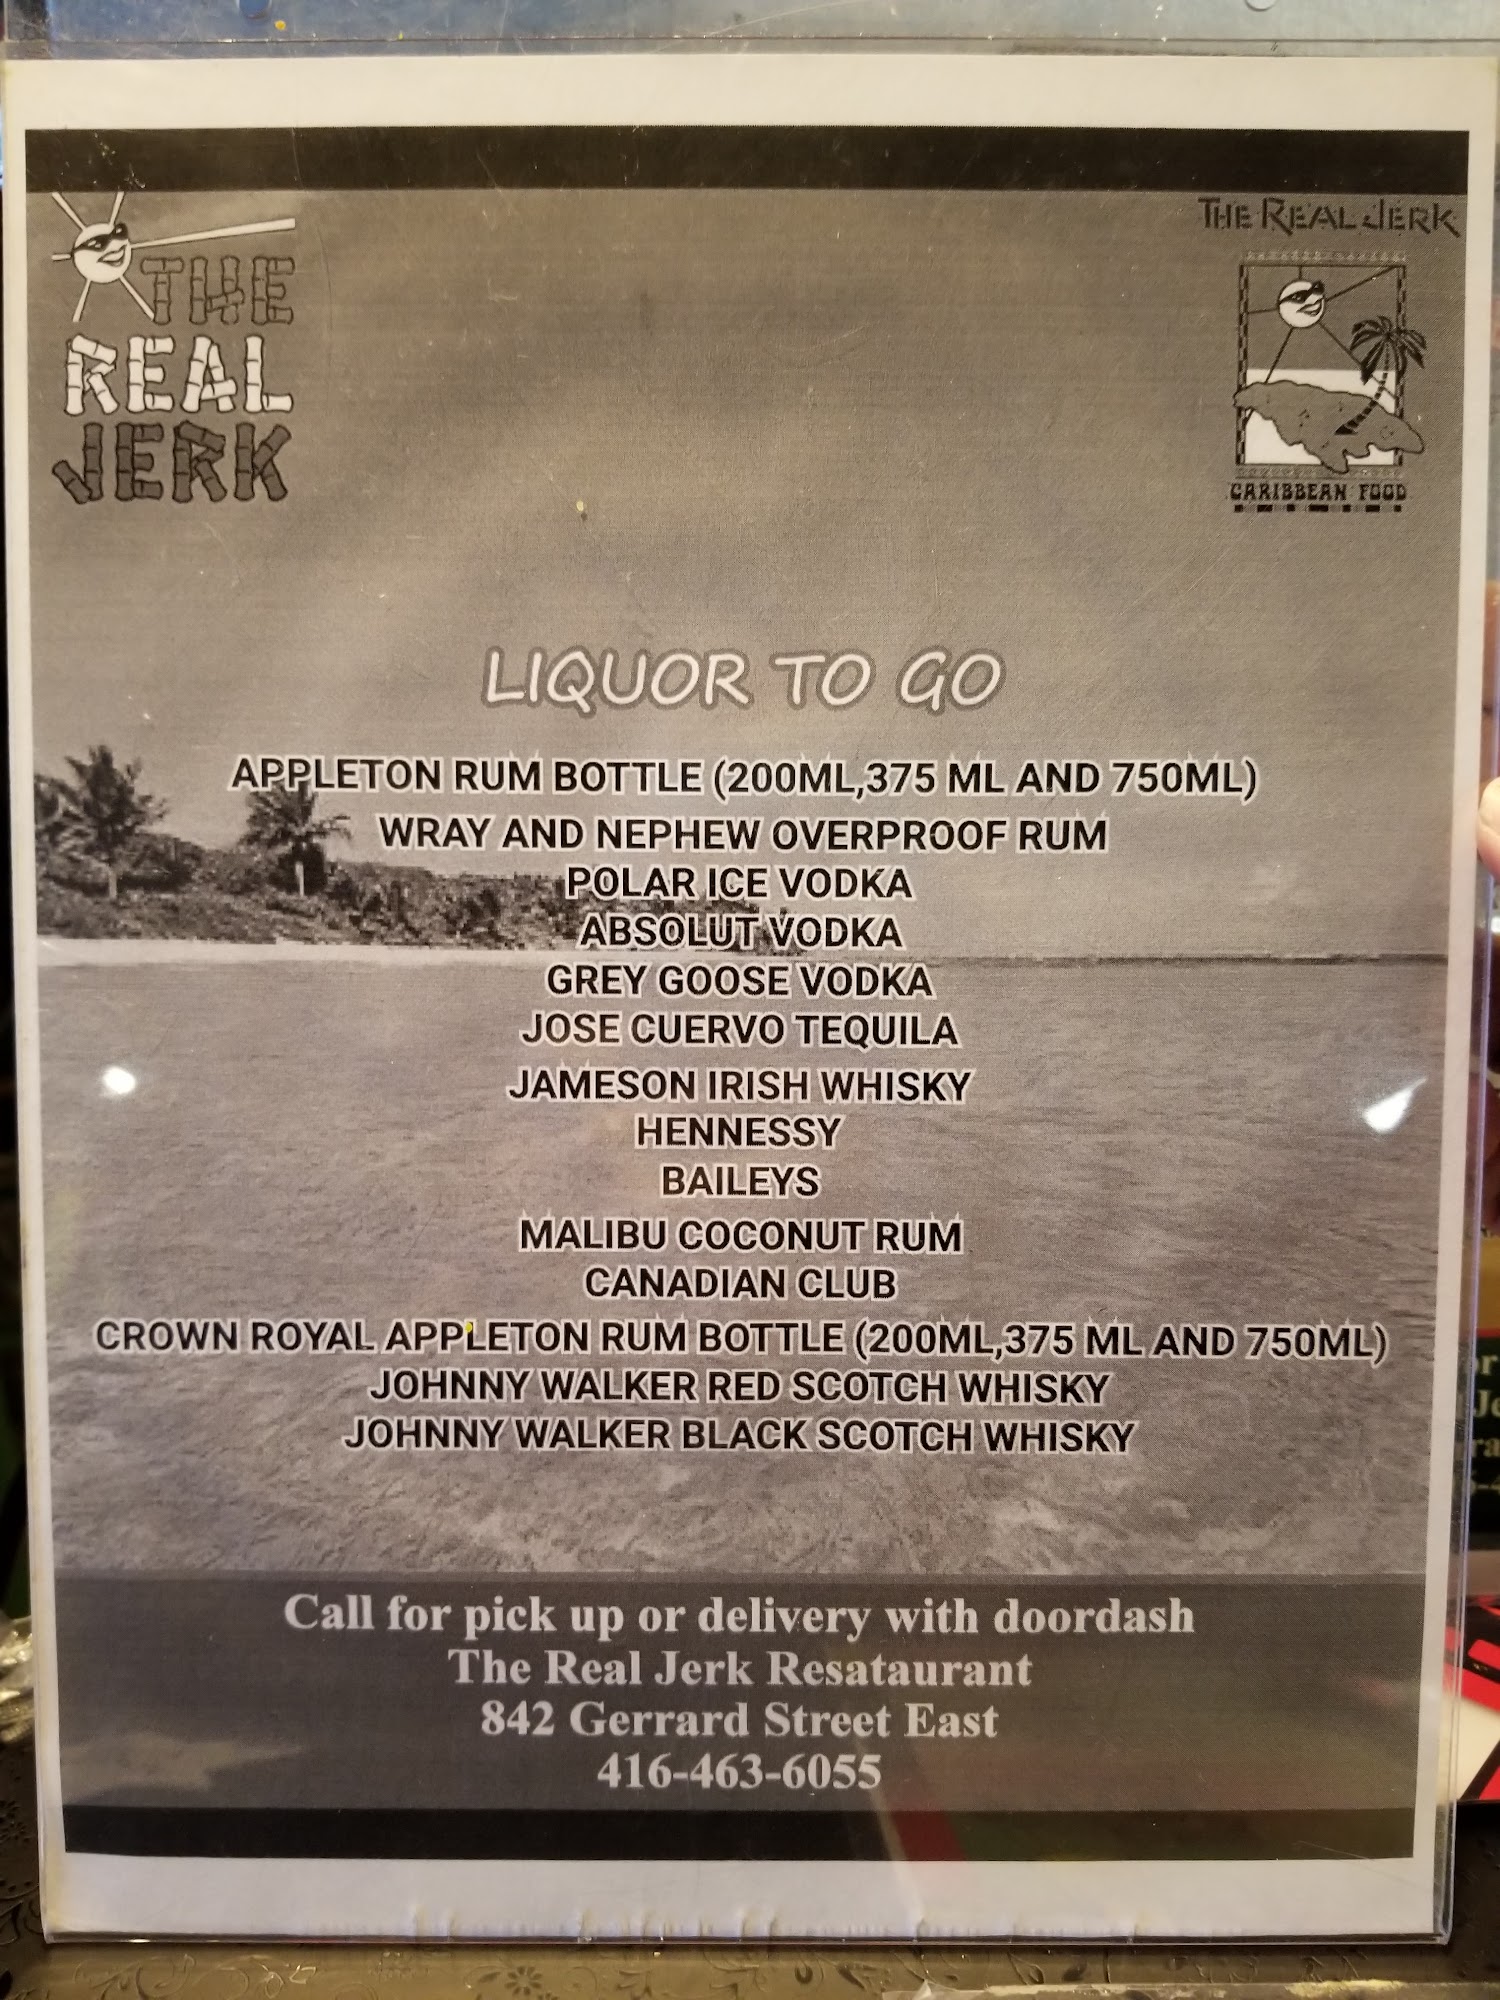 THE
REAL
JERK
THE REAL JERK
CARIBBEAN FOOD
LIQUOR TO GO
APPLETON RUM BOTTLE (200ML,375 ML AND 750ML)
WRAY AND NEPHEW OVERPROOF RUM
POLAR ICE VODKA
ABSOLUT VODKA
GREY GOOSE VODKA
JOSE CUERVO TEQUILA
JAMESON IRISH WHISKY
HENNESSY
BAILEYS
MALIBU COCONUT RUM
CANADIAN CLUB
CROWN ROYAL APPLETON RUM BOTTLE (200ML,375 ML AND 750ML)
JOHNNY WALKER RED SCOTCH WHISKY
JOHNNY WALKER BLACK SCOTCH WHISKY
Call for pick up or delivery with doordash
The Real Jerk Resataurant
842 Gerrard Street East
416-463-6055